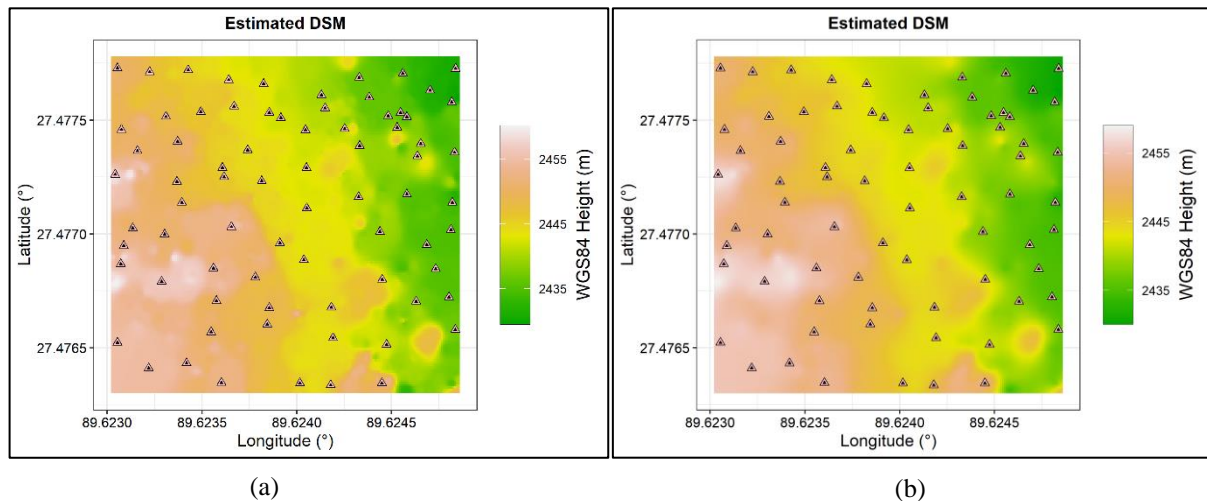 Estimated DSM
27.4775
27.4770
27.4765
Latitude (°)
89.6230
89.6235
89.6240
89.6245
Longitude (°)
2455
2445
2435
WGS84 Height (m)
(a)
Estimated DSM
27.4775
27.4770
27.4765
Latitude (°)
89.6230
89.6235
89.6240
89.6245
Longitude (°)
2455
2445
2435
WGS84 Height (m)
(b)